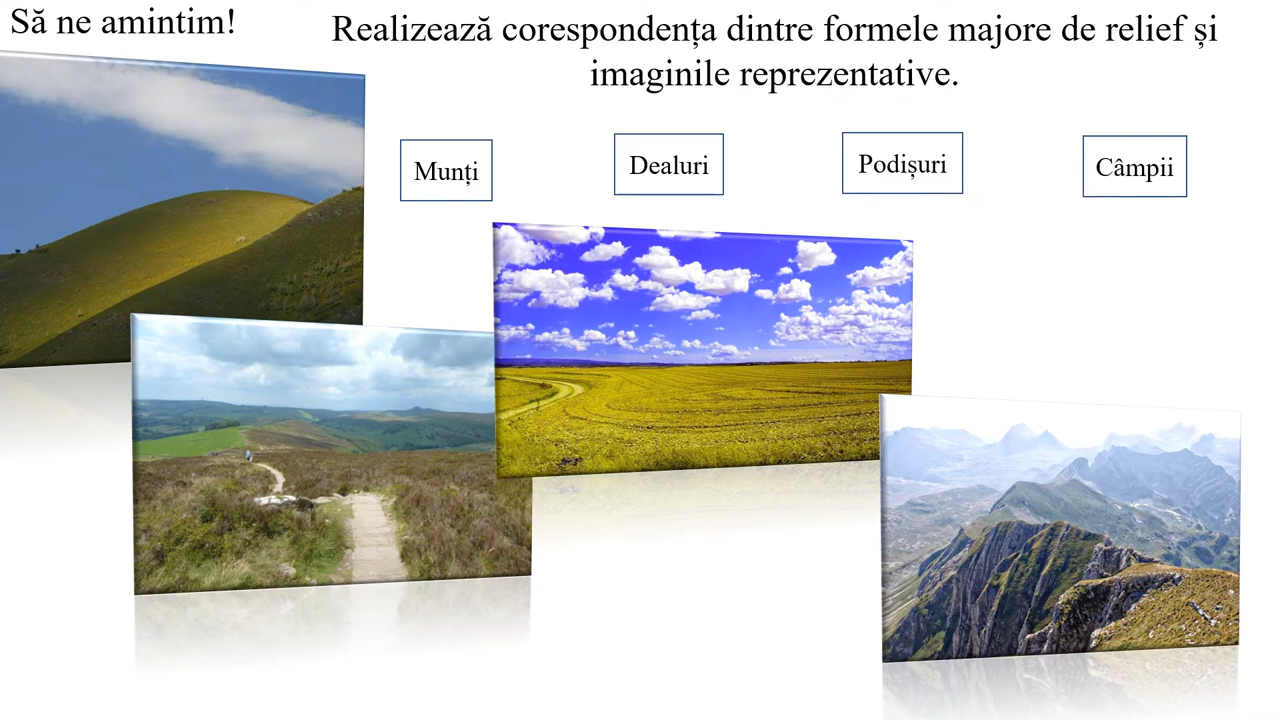 Să ne amintim!
Realizează corespondența dintre formele majore de relief și
imaginile reprezentative.
Munți
Dealuri
Podișuri
Câmpii